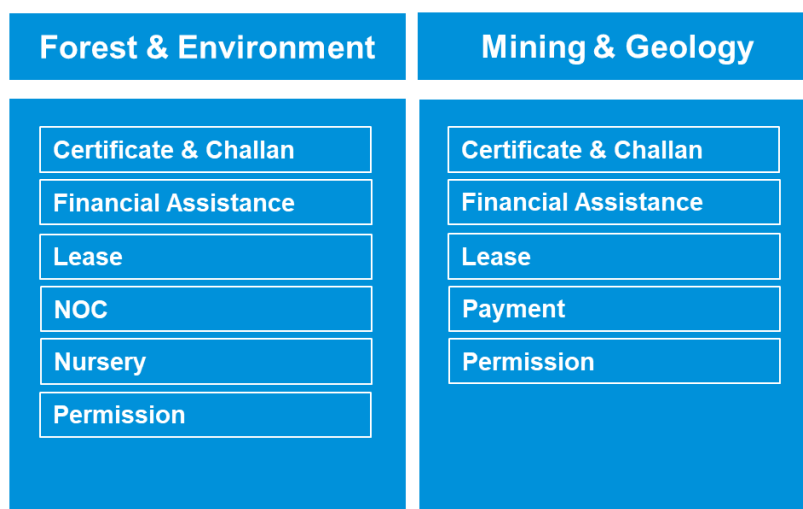 Forest & Environment
Certificate & Challan
Financial Assistance
Lease
NOC
Nursery
Permission
Mining & Geology
Certificate & Challan
Financial Assistance
Lease
Payment
Permission